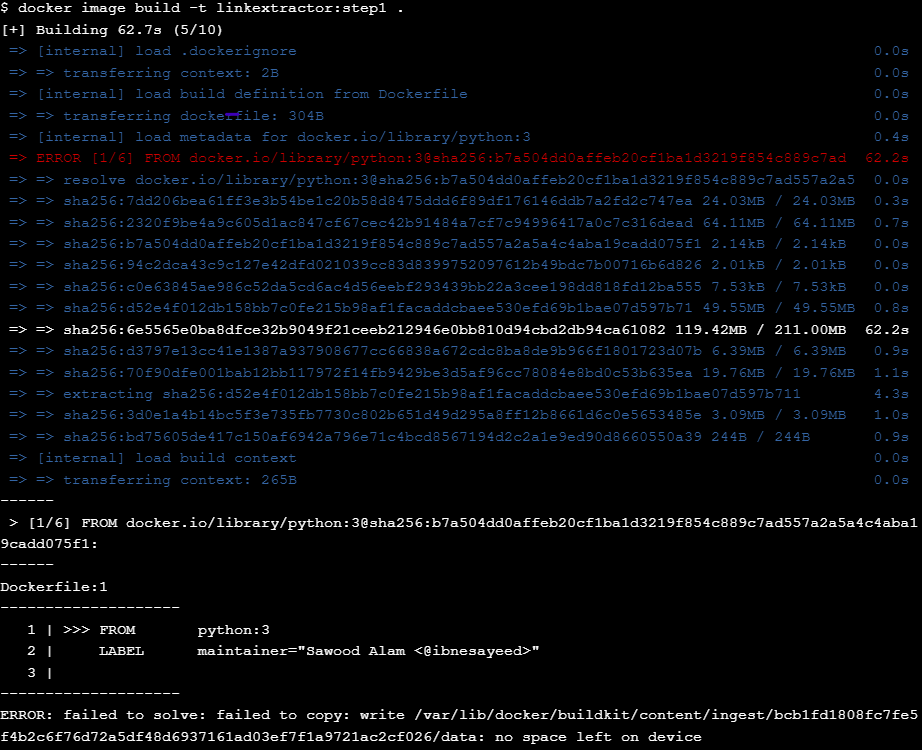 $ docker image build -t linkextractor:step1 .
[+] Building 62.7s (5/10)
=> [internal] load .dockerignore 0.0s
=> => transferring context: 2B 0.0s
=> [internal] load build definition from Dockerfile 0.0s
=> => transferring dockerfile: 304B 0.0s
=> [internal] load metadata for docker.io/library/python:3 0.4s
=> ERROR [1/6] FROM docker.io/library/python:3@sha256:b7a504dd0affeb20cf1ba1d3219f854c889c7ad 62.2s
=> => resolve docker.io/library/python:3@sha256:b7a504dd0affeb20cf1ba1d3219f854c889c7ad557a2a5 0.0s
=> => sha256:7dd206bea61ff3e3b54be1c20b58d8475ddd6f89df176146ddb7a2fd2c747ea 24.03MB / 24.03MB 0.3s
=> => sha256:2320f9be4a9c605d1ac847cf67cec42b91484a7cf7c94996417a0c7c316dead 64.11MB / 64.11MB 0.7s
=> => sha256:b7a504dd0affeb20cf1ba1d3219f854c889c7ad557a2a5a4c4aba19cadd075f1 2.14kB / 2.14kB 0.0s
=> => sha256:94c2dca43c9c127e42dfd021039cc83d8399752097612b49bdc7b00716b6d826 2.01kB / 2.01kB 0.0s
=> => sha256:c0e63845ae986c52da5cd6ac4d56eebf293439bb22a3cee198dd818fd12ba555 7.53kB / 7.53kB 0.0s
=> => sha256:d52e4f012db158bb7c0fe215b98af1facaddcbaee530efd69b1bae07d597b71 49.55MB / 49.55MB 0.8s
=> => sha256:6e5565e0ba8dfce32b9049f21ceeb212946e0bb810d94cbd2db94ca61082 119.42MB / 211.00MB 62.2s
=> => sha256:d3797e13cc41e1387a937908677cc66838a672cdc8ba8de9b966f1801723d07b 6.39MB / 6.39MB 0.9s
=> => sha256:70f90dfe001bab12bb117972f14fb9429be3d5af96cc78084e8bd0c53b635ea 19.76MB / 19.76MB 1.1s
=> => extracting sha256:d52e4f012db158bb7c0fe215b98af1facaddcbaee530efd69b1bae07d597b711 4.3s
=> => sha256:3d0e1a4b14bc5f3e735fb7730c802b651d49d295a8ff12b8661d6c0e5653485e 3.09MB / 3.09MB 1.0s
=> => sha256:bd75605de417c150af6942a796e71c4bcd8567194d2c2a1e9ed90d8660550a39 244B / 244B 0.9s
=> [internal] load build context 0.0s
=> => transferring context: 265B 0.0s
------
> [1/6] FROM docker.io/library/python:3@sha256:b7a504dd0affeb20cf1ba1d3219f854c889c7ad557a2a5a4c4aba1
9cadd075f1:
------
Dockerfile:1
--------------------
1 | >>> FROM python:3
2 | LABEL maintainer="Sawood Alam <@ibnesayeed>"
3 |
--------------------
ERROR: failed to solve: failed to copy: write /var/lib/docker/buildkit/content/ingest/bcb1fd1808fc7fe5
f4b2c6f76d72a5df48d6937161ad03ef7f1a9721ac2cf026/data: no space left on device